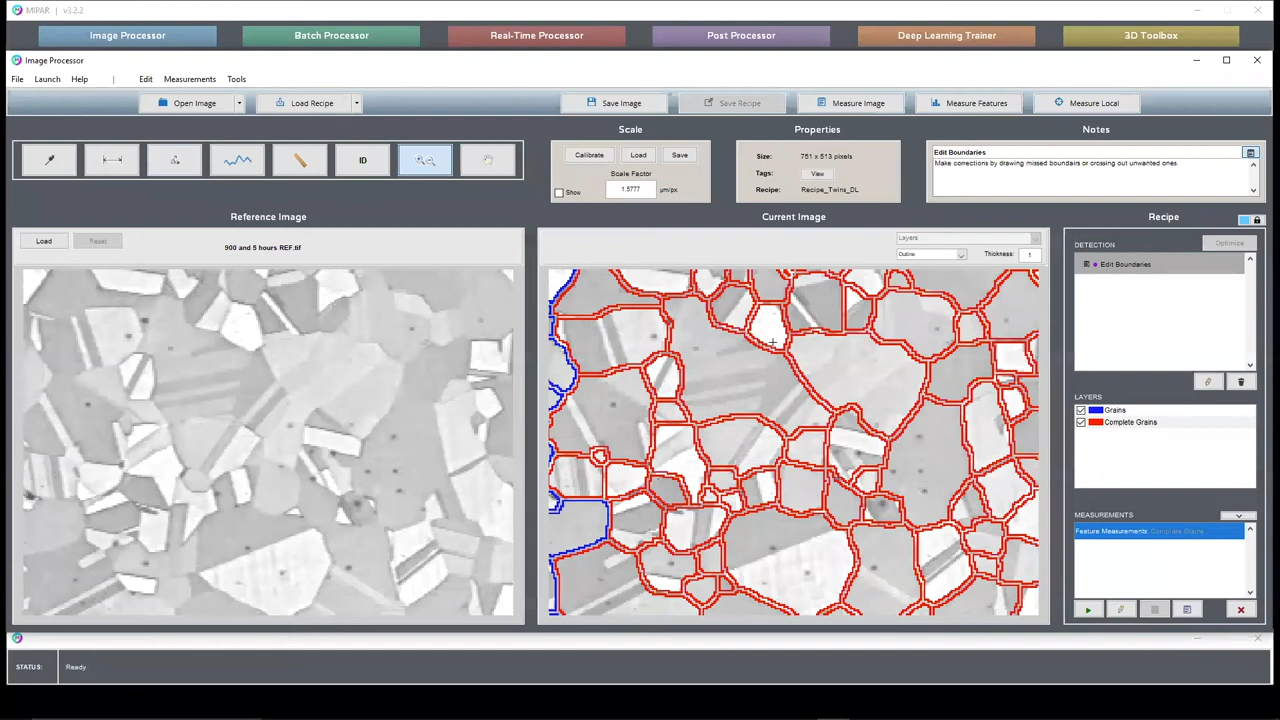 MIPAR | v3.2.2
Image Processor Batch Processor Real-Time Processor Post Processor Deep Learning Trainer 3D Toolbox
Image Processor
File Launch Help | Edit Measurements Tools
Open Image Load Recipe Save Image Save Recipe Measure Image Measure Features Measure Local
Scale Properties Notes
ID
Calibrate Load Save
Scale Factor
Show 1.5777 µm/px
Size: 751 x 513 pixels
Tags: View
Recipe: Recipe_Twins_DL
Edit Boundaries
Make corrections by drawing missed boundairs or crossing out unwanted ones.
Reference Image Current Image Recipe
Load Reset 900 and 5 hours REF.tif
Layers
Outline Thickness: 1
DETECTION Optimize
Edit Boundaries
LAYERS
Grains
Complete Grains
MEASUREMENTS
Feature Measurements: Complete Grains
STATUS: Ready